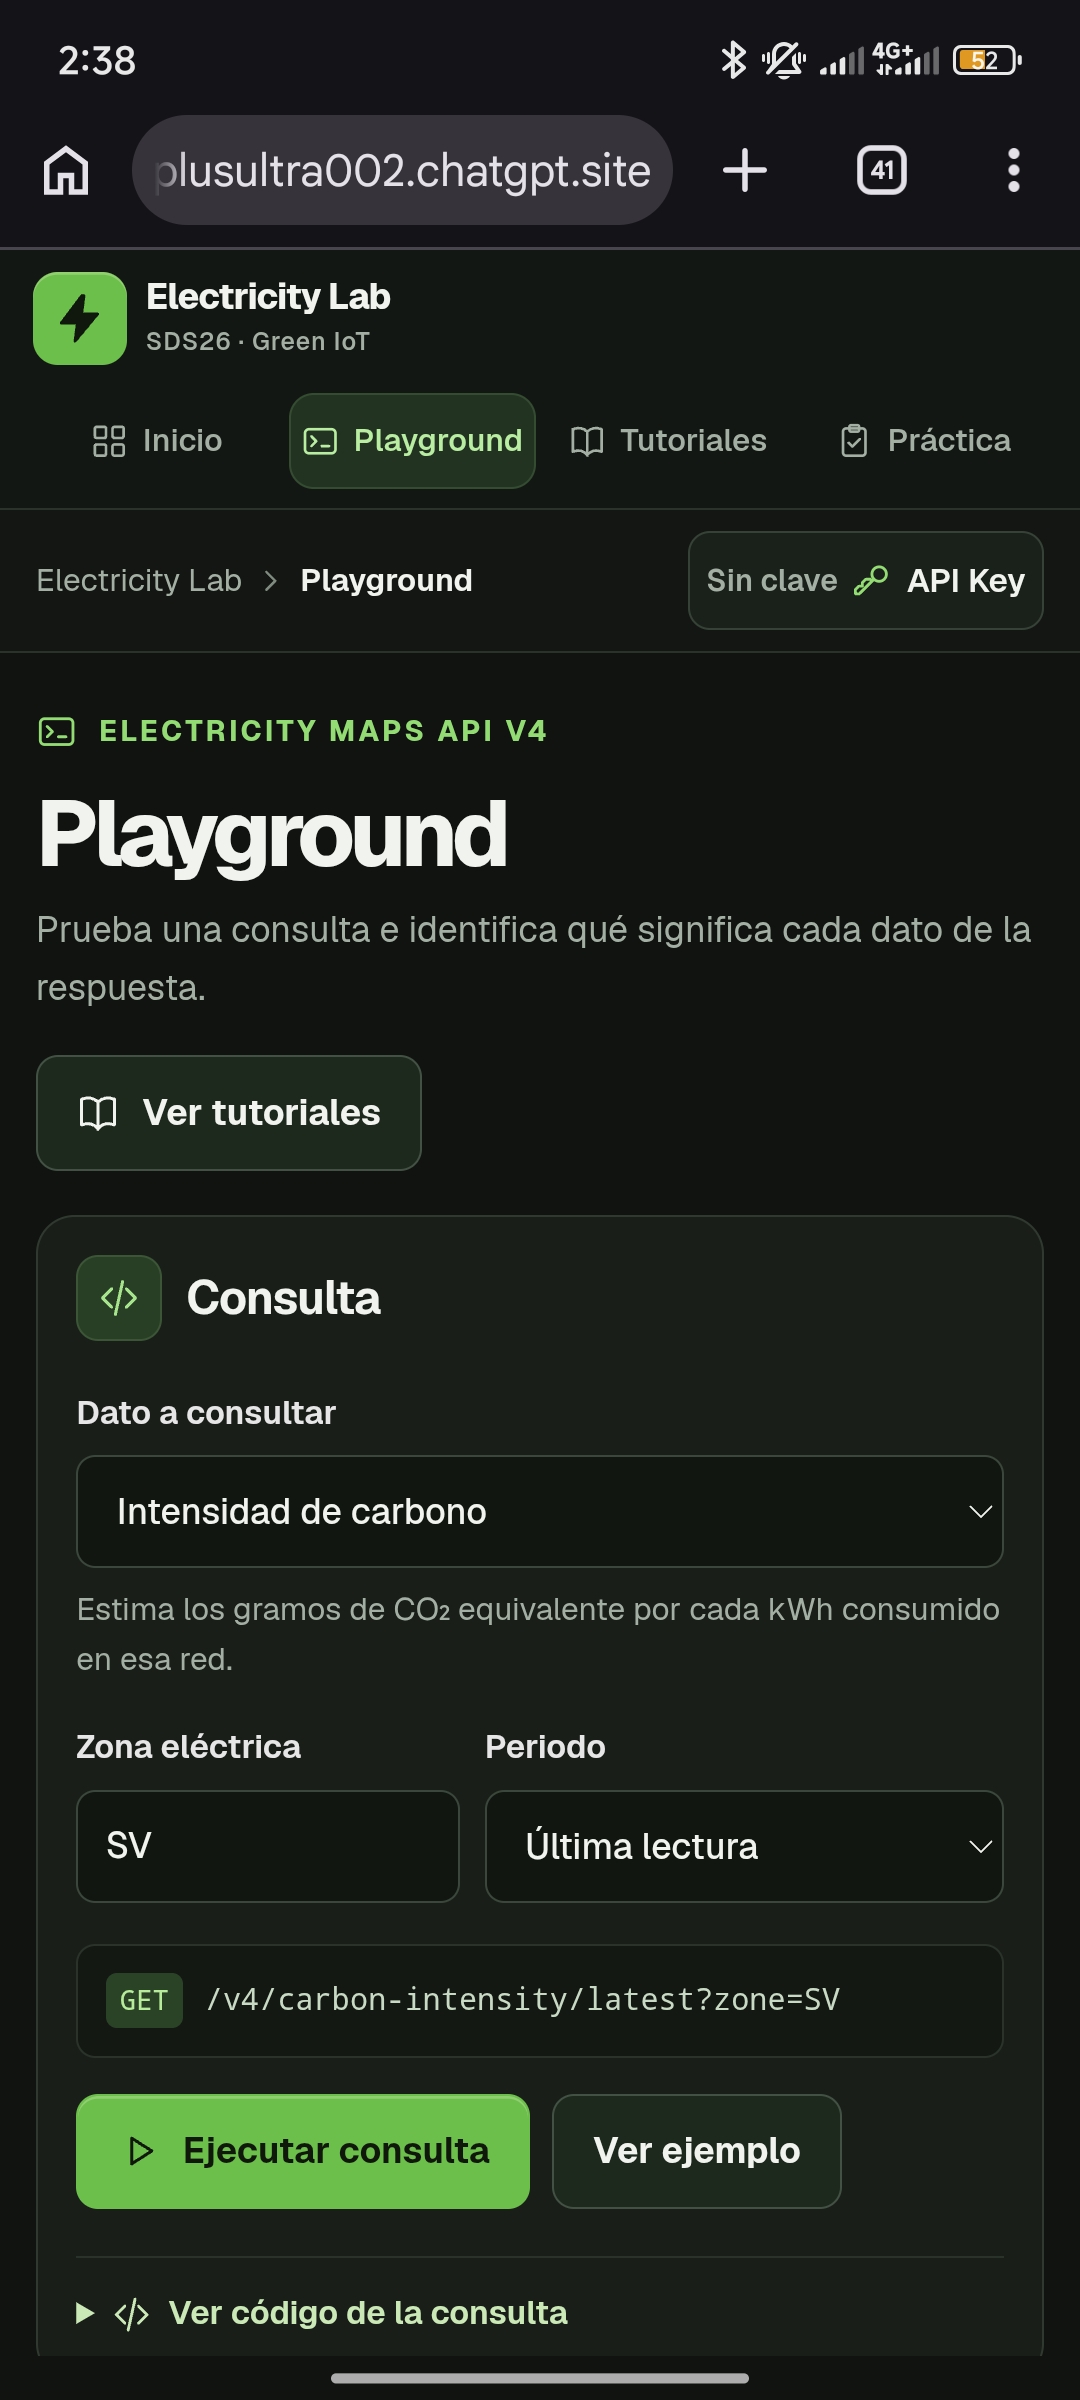 2:38
4G+
52
plusultra002.chatgpt.site
41
Electricity Lab
SDS26 · Green IoT
Inicio
Playground
Tutoriales
Práctica
Electricity Lab > Playground
Sin clave API Key
ELECTRICITY MAPS API V4
Playground
Prueba una consulta e identifica qué significa cada dato de la
respuesta.
Ver tutoriales
</> Consulta
Dato a consultar
Intensidad de carbono
Estima los gramos de CO₂ equivalente por cada kWh consumido
en esa red.
Zona eléctrica
Periodo
SV
Última lectura
GET /v4/carbon-intensity/latest?zone=SV
Ejecutar consulta
Ver ejemplo
</> Ver código de la consulta